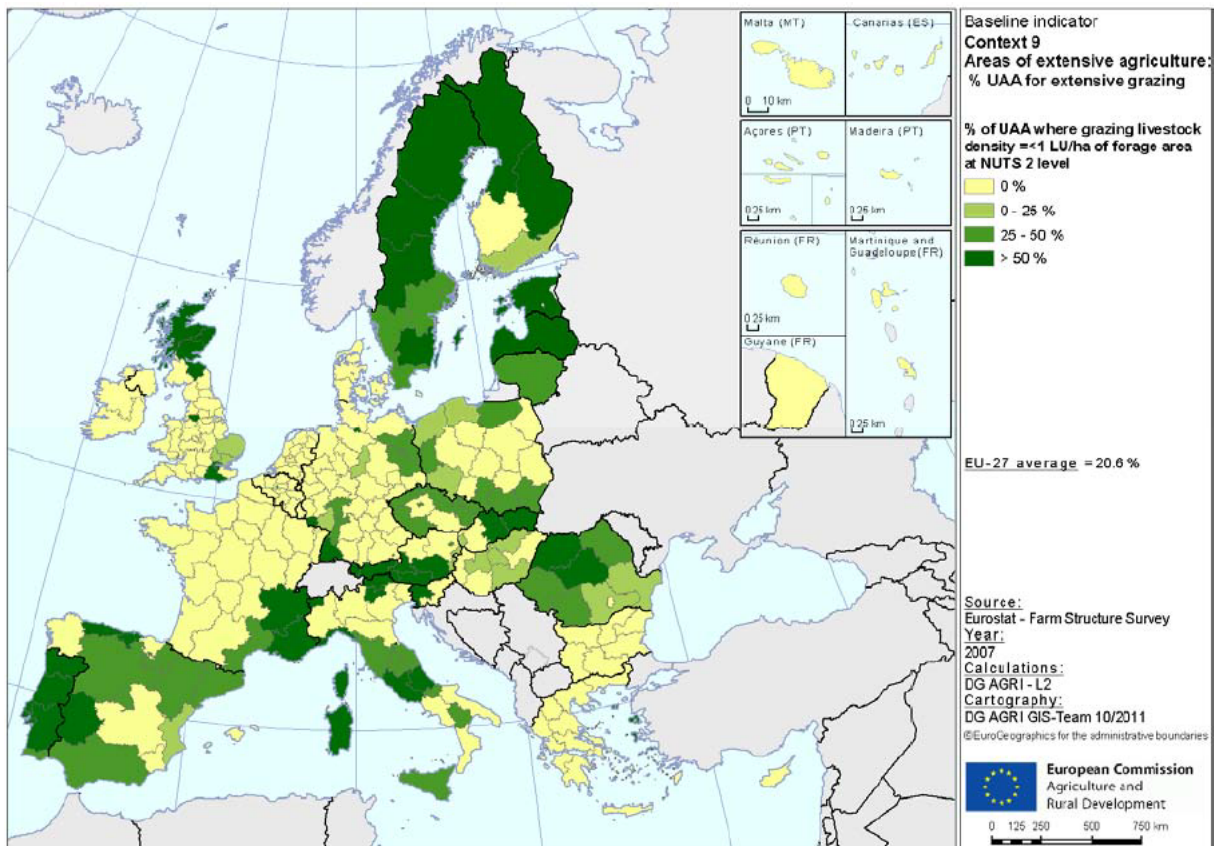 Malta (MT)
0 10 km
Canarias (ES)
Açores (PT)
0 25 km
Madeira (PT)
0 25 km
Réunion (FR)
0 25 km
Martinique and
Guadeloupe (FR)
0 25 km
Guyane (FR)
Baseline indicator
Context 9
Areas of extensive agriculture:
% UAA for extensive grazing
% of UAA where grazing livestock
density =<1 LU/ha of forage area
at NUTS 2 level
0 %
0 - 25 %
25 - 50 %
> 50 %
EU-27 average = 20.6 %
Source:
Eurostat - Farm Structure Survey
Year:
2007
Calculations:
DG AGRI - L2
Cartography:
DG AGRI GIS-Team 10/2011
©EuroGeographics for the administrative boundaries
European Commission
Agriculture and
Rural Development
0 125 250 500 750 km